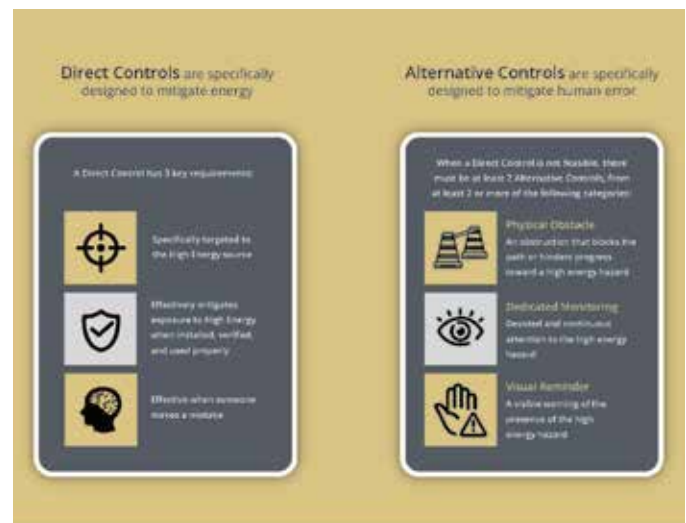 Direct Controls are specifically
designed to mitigate energy
A Direct Control has 3 key requirements:
Specifically targeted to
the High Energy source
Effectively mitigates
exposure to High Energy
when installed, verified,
and used properly
Effective when someone
makes a mistake
Alternative Controls are specifically
designed to mitigate human error
When a Direct Control is not feasible, there
must be at least 2 Alternative Controls, from
at least 2 or more of the following categories:
Physical Obstacle
An obstruction that blocks the
path or hinders progress
toward a high energy hazard
Dedicated Monitoring
Devoted and continuous
attention to the high energy
hazard
Visual Reminder
A visible warning of the
presence of the high
energy hazard